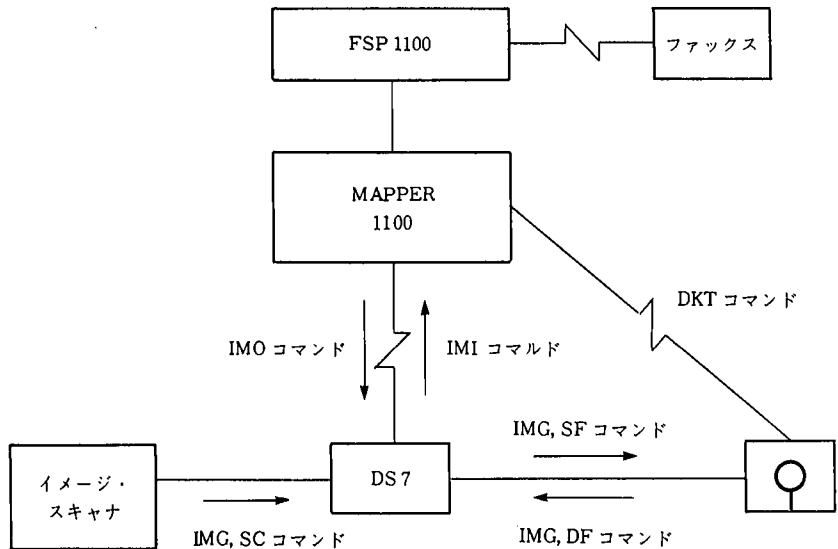 FSP 1100
ファックス
MAPPER
1100
DKT コマンド
IMO コマンド
IMI コマルド
IMG, SF コマンド
イメージ・
スキャナ
DS 7
IMG, SC コマンド
IMG, DF コマンド